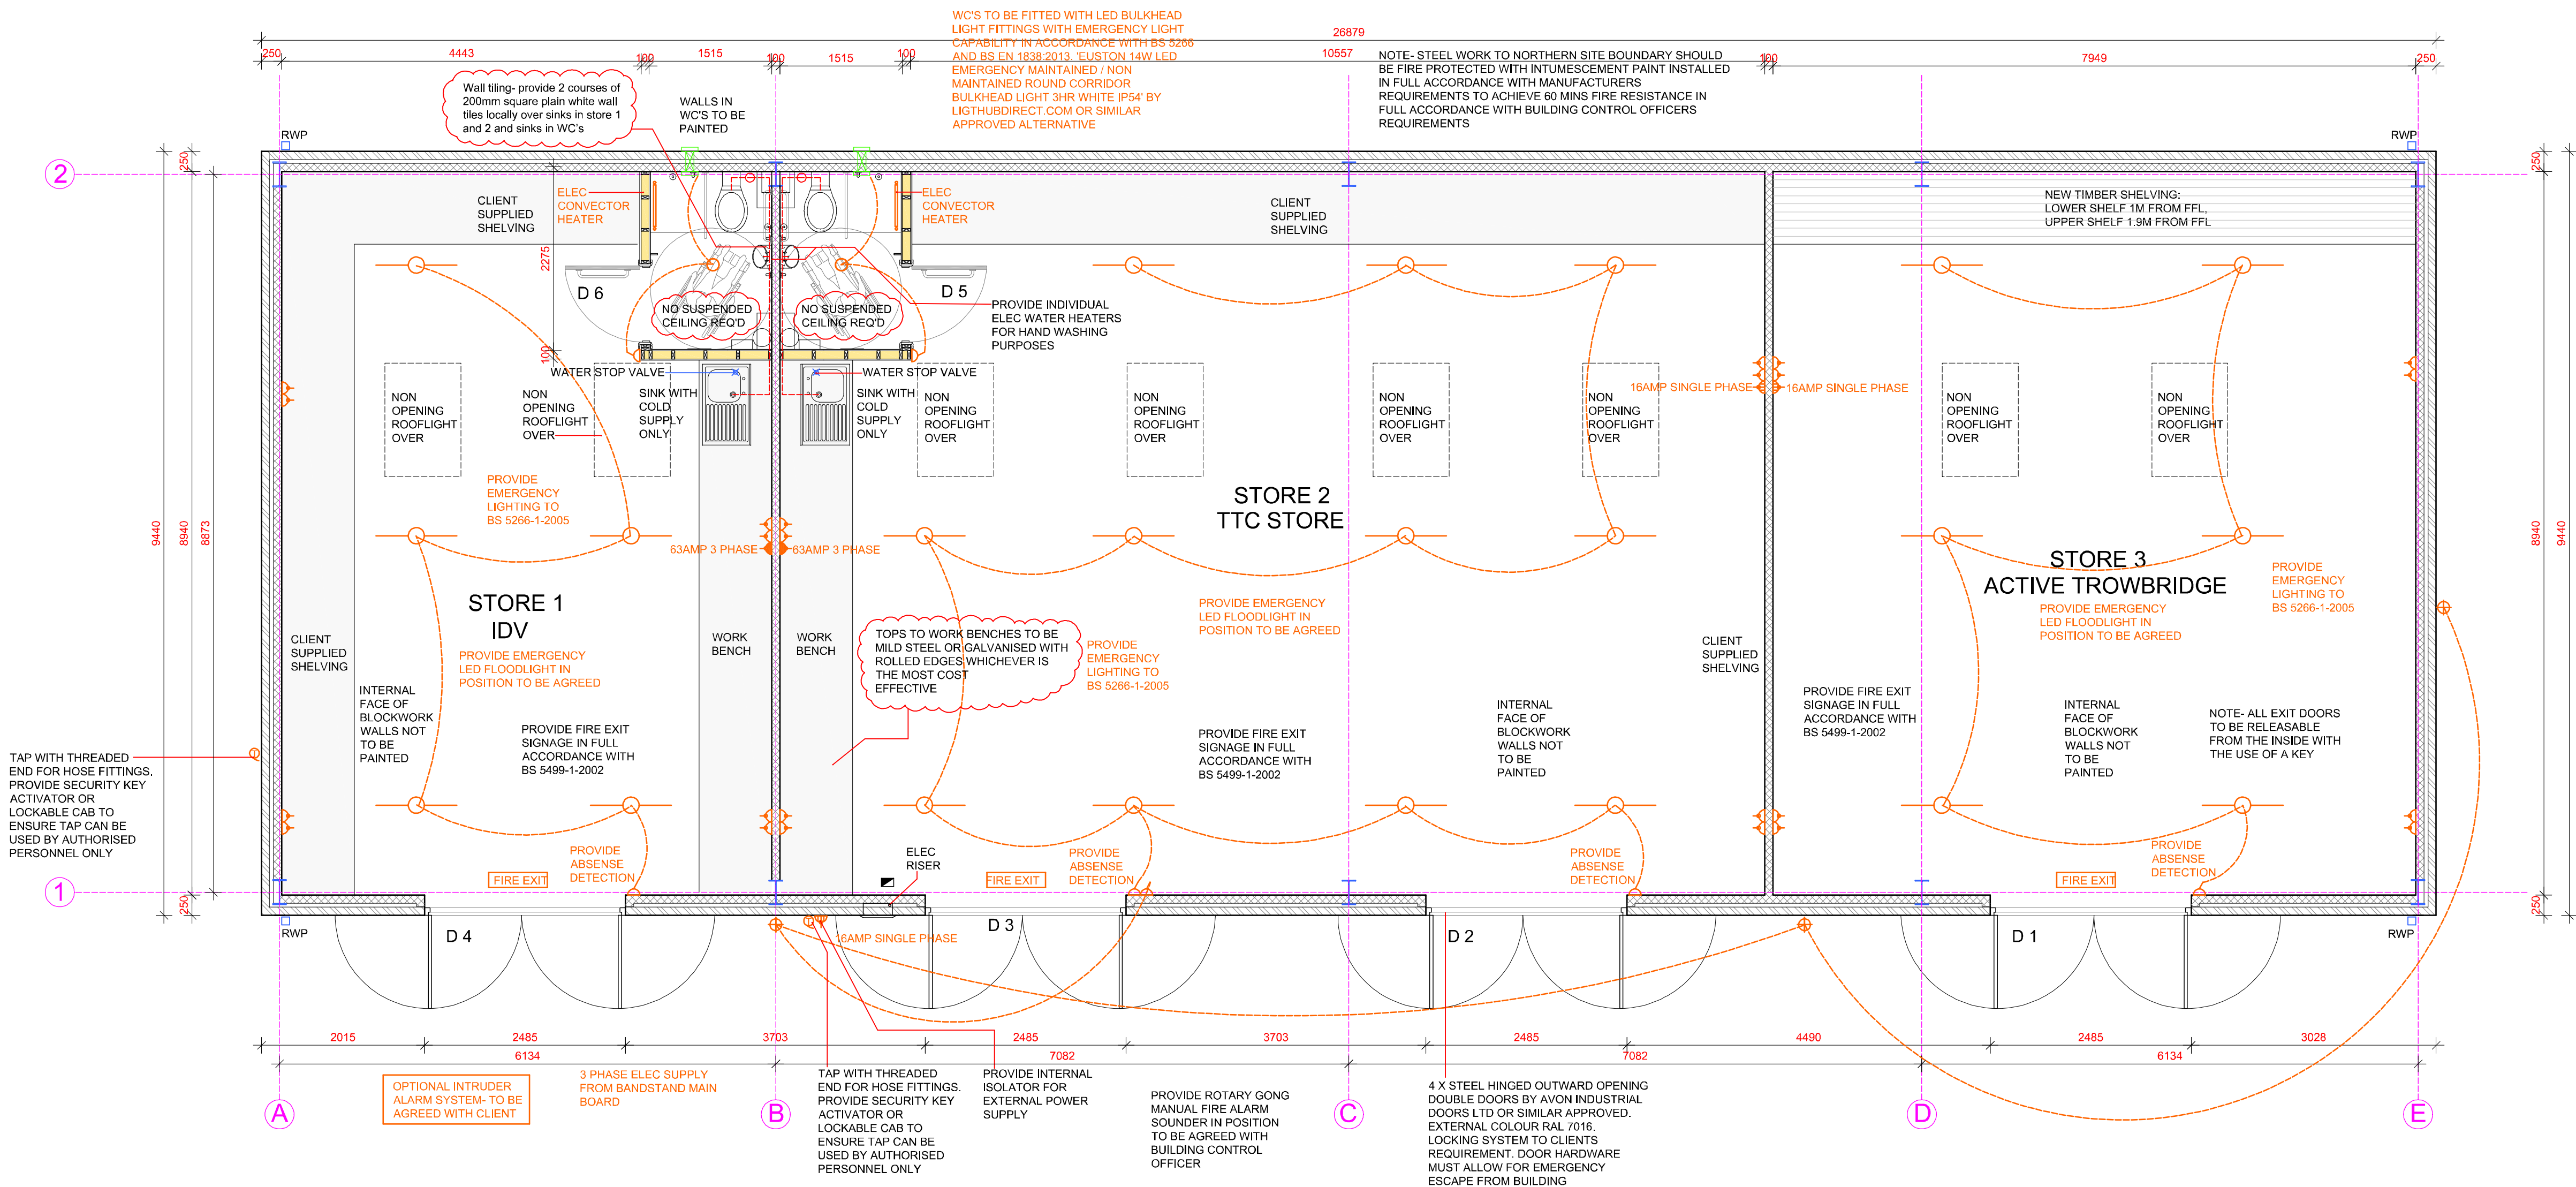 WC'S TO BE FITTED WITH LED BULKHEAD
LIGHT FITTINGS WITH EMERGENCY LIGHT
CAPABILITY IN ACCORDANCE WITH BS 5266
AND BS EN 1838:2013. 'EUSTON 14W LED
EMERGENCY MAINTAINED / NON
MAINTAINED ROUND CORRIDOR
BULKHEAD LIGHT 3HR WHITE IP54' BY
LIGTHUBDIRECT.COM OR SIMILAR
APPROVED ALTERNATIVE
26879
250
4443
100
1515
100
1515
100
10557
100
7949
250
NOTE- STEEL WORK TO NORTHERN SITE BOUNDARY SHOULD
BE FIRE PROTECTED WITH INTUMESCEMENT PAINT INSTALLED
IN FULL ACCORDANCE WITH MANUFACTURERS
REQUIREMENTS TO ACHIEVE 60 MINS FIRE RESISTANCE IN
FULL ACCORDANCE WITH BUILDING CONTROL OFFICERS
REQUIREMENTS
Wall tiling- provide 2 courses of
200mm square plain white wall
tiles locally over sinks in store 1
and 2 and sinks in WC's
WALLS IN
WC'S TO BE
PAINTED
RWP
RWP
2
250
9440
8940
8873
250
250
8940
9440
250
CLIENT
SUPPLIED
SHELVING
ELEC
CONVECTOR
HEATER
ELEC
CONVECTOR
HEATER
CLIENT
SUPPLIED
SHELVING
NEW TIMBER SHELVING:
LOWER SHELF 1M FROM FFL,
UPPER SHELF 1.9M FROM FFL
2275
100
D 6
D 5
NO SUSPENDED
CEILING REQ'D
NO SUSPENDED
CEILING REQ'D
PROVIDE INDIVIDUAL
ELEC WATER HEATERS
FOR HAND WASHING
PURPOSES
WATER STOP VALVE
WATER STOP VALVE
NON
OPENING
ROOFLIGHT
OVER
NON
OPENING
ROOFLIGHT
OVER
SINK WITH
COLD
SUPPLY
ONLY
SINK WITH
COLD
SUPPLY
ONLY
NON
OPENING
ROOFLIGHT
OVER
NON
OPENING
ROOFLIGHT
OVER
NON
OPENING
ROOFLIGHT
OVER
NON
OPENING
ROOFLIGHT
OVER
16AMP SINGLE PHASE
16AMP SINGLE PHASE
NON
OPENING
ROOFLIGHT
OVER
NON
OPENING
ROOFLIGHT
OVER
PROVIDE
EMERGENCY
LIGHTING TO
BS 5266-1-2005
63AMP 3 PHASE
63AMP 3 PHASE
STORE 2
TTC STORE
STORE 1
IDV
STORE 3
ACTIVE TROWBRIDGE
PROVIDE
EMERGENCY
LIGHTING TO
BS 5266-1-2005
PROVIDE EMERGENCY
LED FLOODLIGHT IN
POSITION TO BE AGREED
PROVIDE EMERGENCY
LED FLOODLIGHT IN
POSITION TO BE AGREED
PROVIDE EMERGENCY
LED FLOODLIGHT IN
POSITION TO BE AGREED
CLIENT
SUPPLIED
SHELVING
WORK
BENCH
WORK
BENCH
TOPS TO WORK BENCHES TO BE
MILD STEEL OR GALVANISED WITH
ROLLED EDGES WHICHEVER IS
THE MOST COST
EFFECTIVE
PROVIDE
EMERGENCY
LIGHTING TO
BS 5266-1-2005
CLIENT
SUPPLIED
SHELVING
INTERNAL
FACE OF
BLOCKWORK
WALLS NOT
TO BE
PAINTED
PROVIDE FIRE EXIT
SIGNAGE IN FULL
ACCORDANCE WITH
BS 5499-1-2002
PROVIDE FIRE EXIT
SIGNAGE IN FULL
ACCORDANCE WITH
BS 5499-1-2002
INTERNAL
FACE OF
BLOCKWORK
WALLS NOT
TO BE
PAINTED
PROVIDE FIRE EXIT
SIGNAGE IN FULL
ACCORDANCE WITH
BS 5499-1-2002
INTERNAL
FACE OF
BLOCKWORK
WALLS NOT
TO BE
PAINTED
NOTE- ALL EXIT DOORS
TO BE RELEASABLE
FROM THE INSIDE WITH
THE USE OF A KEY
TAP WITH THREADED
END FOR HOSE FITTINGS.
PROVIDE SECURITY KEY
ACTIVATOR OR
LOCKABLE CAB TO
ENSURE TAP CAN BE
USED BY AUTHORISED
PERSONNEL ONLY
PROVIDE
ABSENSE
DETECTION
ELEC
RISER
PROVIDE
ABSENSE
DETECTION
PROVIDE
ABSENSE
DETECTION
PROVIDE
ABSENSE
DETECTION
FIRE EXIT
FIRE EXIT
FIRE EXIT
1
RWP
D 4
16AMP SINGLE PHASE
D 3
D 2
D 1
RWP
2015
2485
3703
2485
3703
2485
4490
2485
3028
6134
7082
7082
6134
A
B
C
D
E
OPTIONAL INTRUDER
ALARM SYSTEM- TO BE
AGREED WITH CLIENT
3 PHASE ELEC SUPPLY
FROM BANDSTAND MAIN
BOARD
TAP WITH THREADED
END FOR HOSE FITTINGS.
PROVIDE SECURITY KEY
ACTIVATOR OR
LOCKABLE CAB TO
ENSURE TAP CAN BE
USED BY AUTHORISED
PERSONNEL ONLY
PROVIDE INTERNAL
ISOLATOR FOR
EXTERNAL POWER
SUPPLY
PROVIDE ROTARY GONG
MANUAL FIRE ALARM
SOUNDER IN POSITION
TO BE AGREED WITH
BUILDING CONTROL
OFFICER
4 X STEEL HINGED OUTWARD OPENING
DOUBLE DOORS BY AVON INDUSTRIAL
DOORS LTD OR SIMILAR APPROVED.
EXTERNAL COLOUR RAL 7016.
LOCKING SYSTEM TO CLIENTS
REQUIREMENT. DOOR HARDWARE
MUST ALLOW FOR EMERGENCY
ESCAPE FROM BUILDING